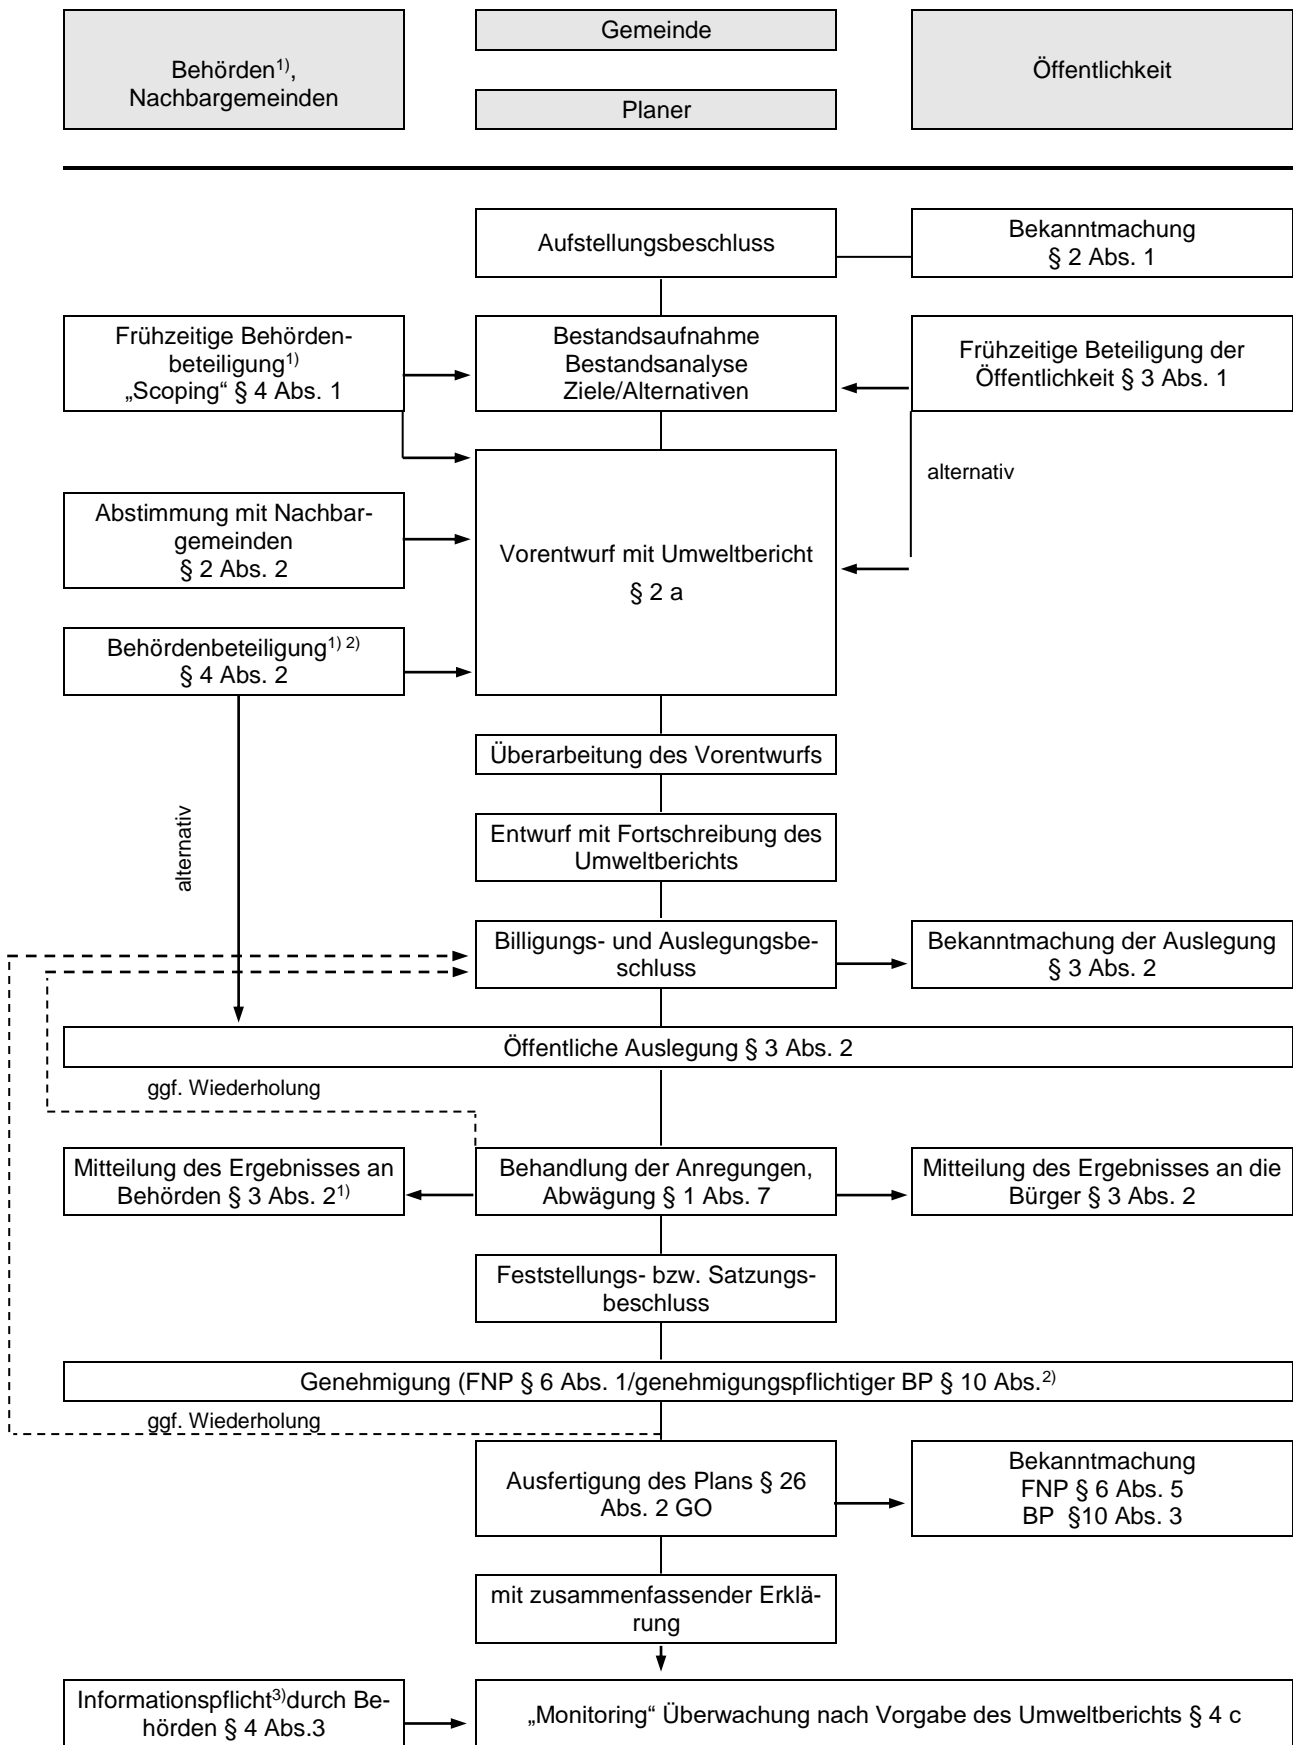 Behörden1),
Nachbargemeinden
Gemeinde
Planer
Öffentlichkeit
Aufstellungsbeschluss
Bekanntmachung
§ 2 Abs. 1
Frühzeitige Behörden-
beteiligung1)
„Scoping“ § 4 Abs. 1
Bestandsaufnahme
Bestandsanalyse
Ziele/Alternativen
Frühzeitige Beteiligung der
Öffentlichkeit § 3 Abs. 1
alternativ
Abstimmung mit Nachbar-
gemeinden
§ 2 Abs. 2
Vorentwurf mit Umweltbericht
§ 2 a
Behördenbeteiligung1) 2)
§ 4 Abs. 2
Überarbeitung des Vorentwurfs
alternativ
Entwurf mit Fortschreibung des
Umweltberichts
Billigungs- und Auslegungsbe-
schluss
Bekanntmachung der Auslegung
§ 3 Abs. 2
Öffentliche Auslegung § 3 Abs. 2
ggf. Wiederholung
Mitteilung des Ergebnisses an
Behörden § 3 Abs. 21)
Behandlung der Anregungen,
Abwägung § 1 Abs. 7
Mitteilung des Ergebnisses an die
Bürger § 3 Abs. 2
Feststellungs- bzw. Satzungs-
beschluss
Genehmigung (FNP § 6 Abs. 1/genehmigungspflichtiger BP § 10 Abs.2)
ggf. Wiederholung
Ausfertigung des Plans § 26
Abs. 2 GO
Bekanntmachung
FNP § 6 Abs. 5
BP §10 Abs. 3
mit zusammenfassender Erklä-
rung
Informationspflicht3)durch Be-
hörden § 4 Abs.3
„Monitoring“ Überwachung nach Vorgabe des Umweltberichts § 4 c